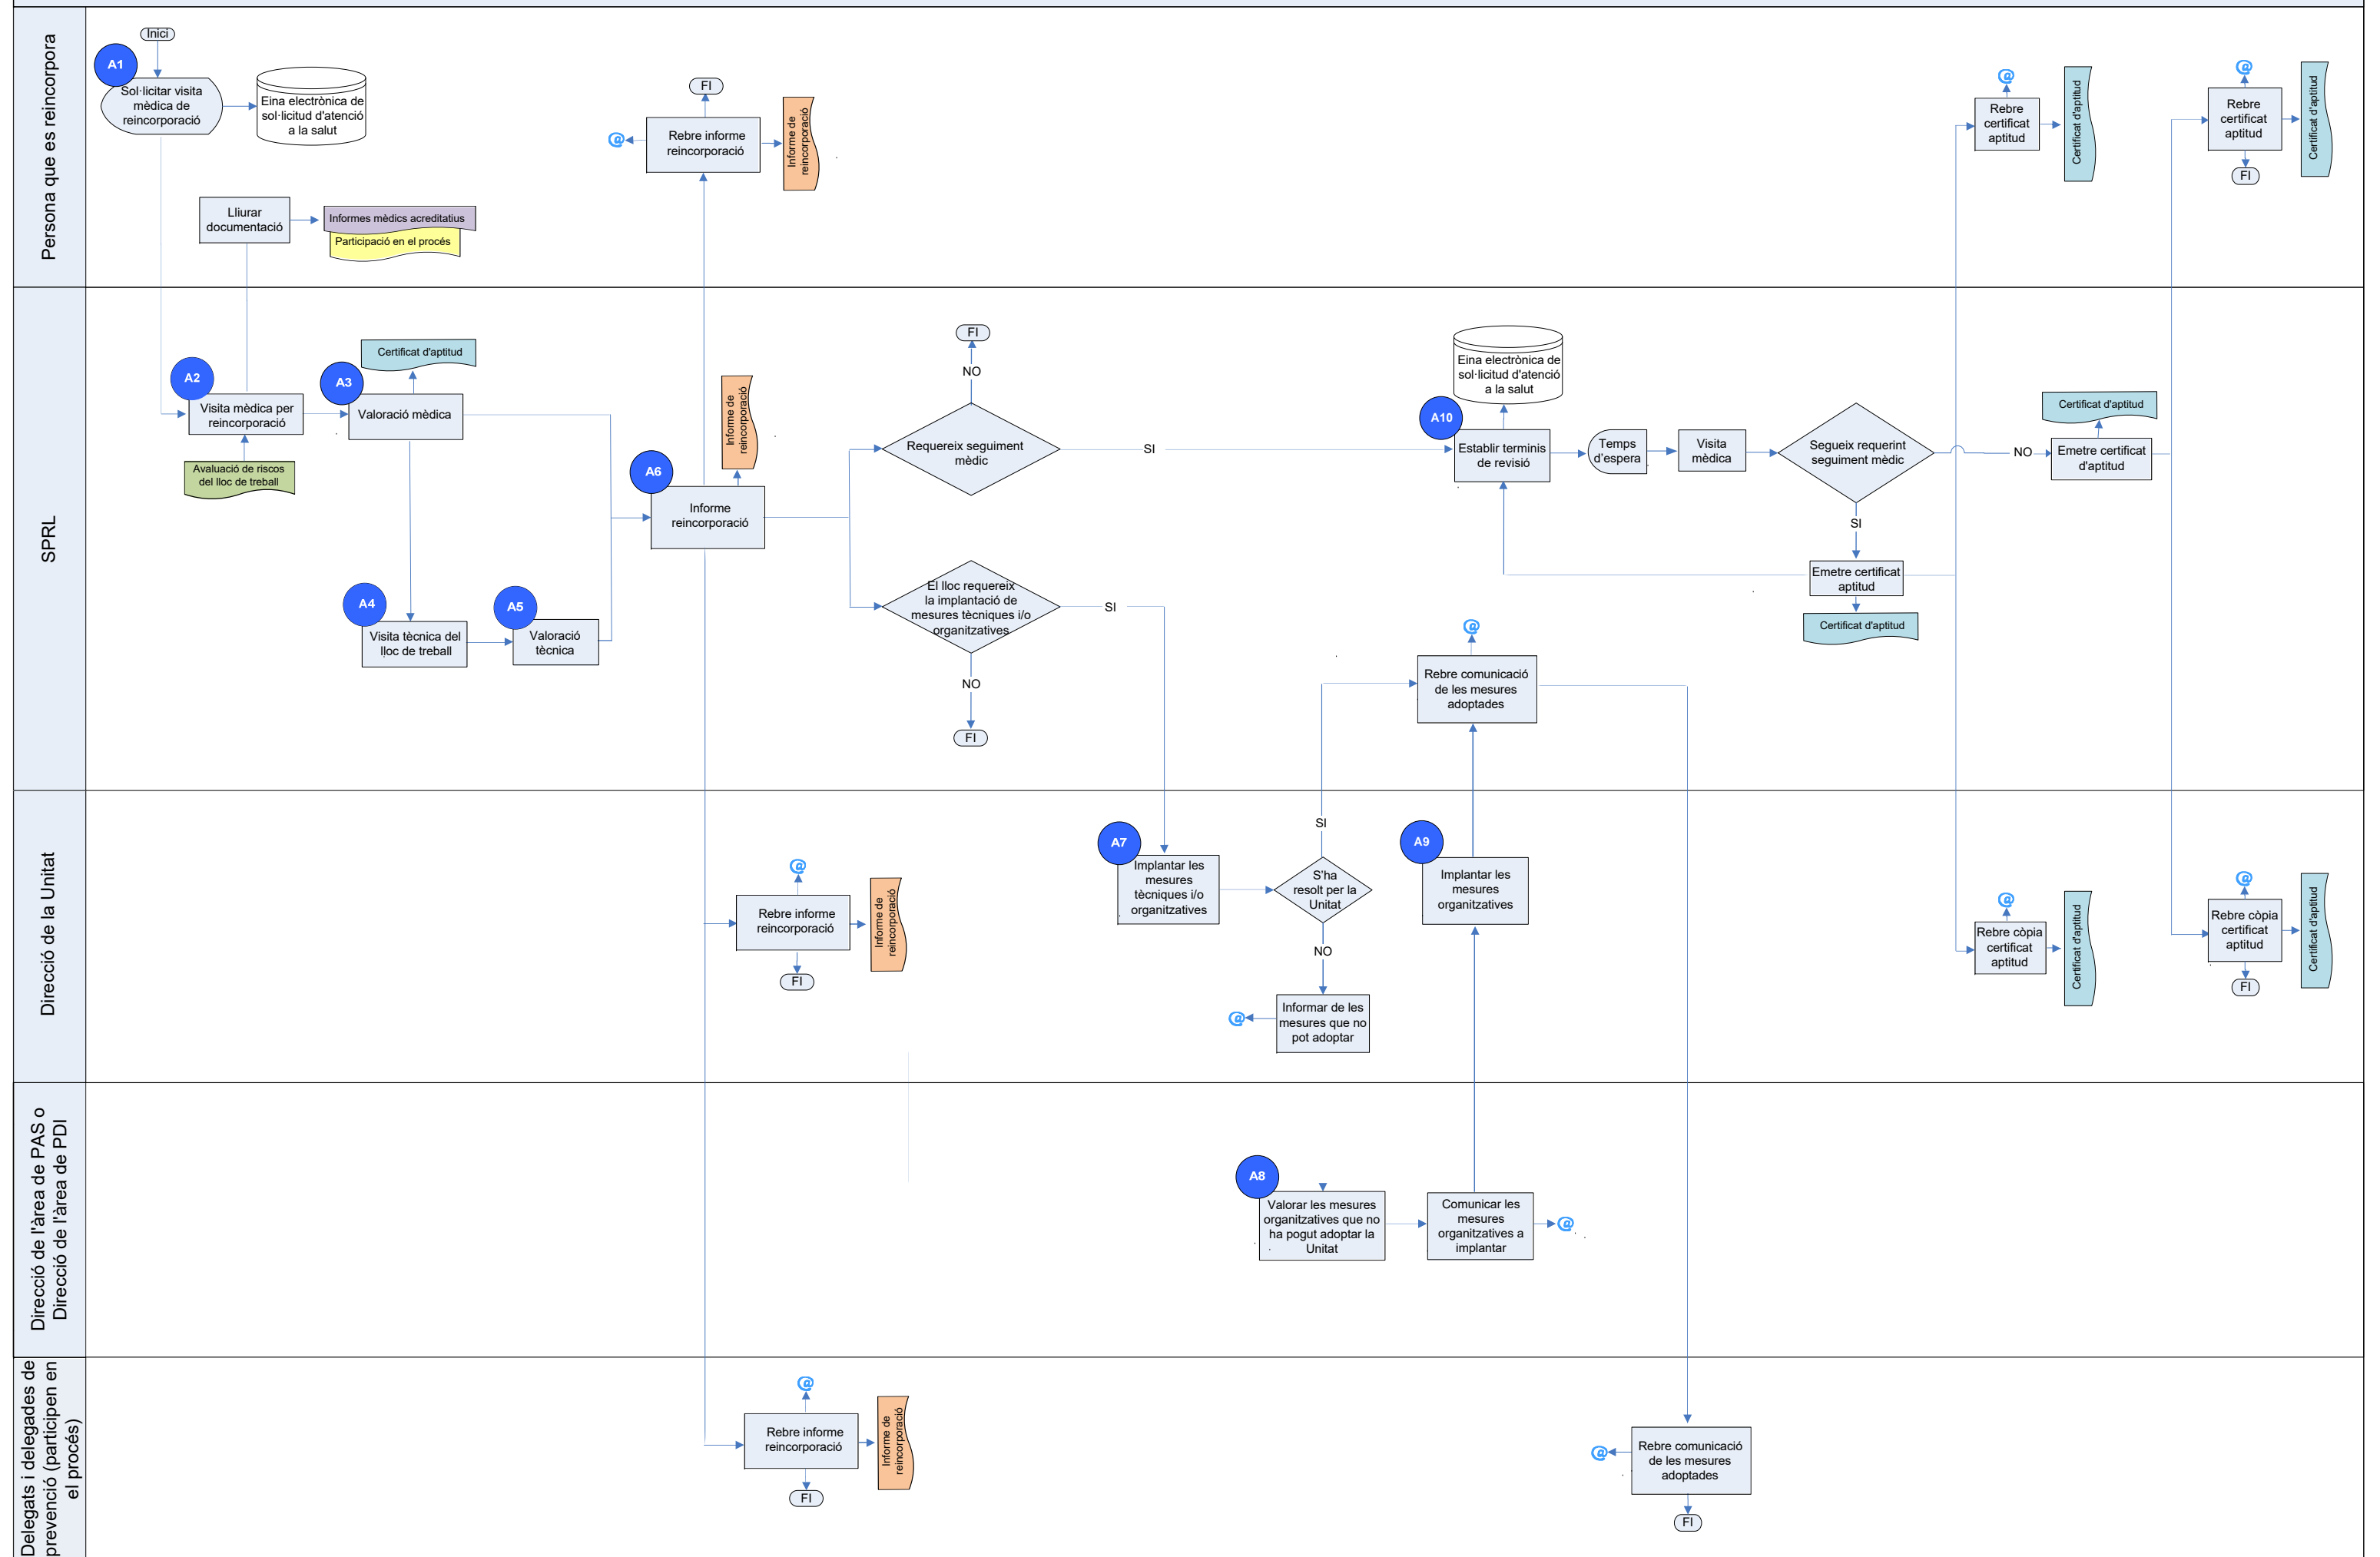 Persona que es reincorpora
Inici
A1
Sol·licitar visita
mèdica de
reincorporació
Eina electrònica de
sol·licitud d'atenció
a la salut
Lliurar
documentació
Informes mèdics acreditatius
Participació en el procés
FI
@
Rebre informe
reincorporació
Informe de
reincorporació
@
Rebre
certificat
aptitud
Certificat d'aptitud
@
Rebre
certificat
aptitud
FI
Certificat d'aptitud
SPRL
A2
Visita mèdica per
reincorporació
Avaluació de riscos
del lloc de treball
A3
Valoració mèdica
Certificat d'aptitud
A4
Visita tècnica del
lloc de treball
A5
Valoració
tècnica
A6
Informe
reincorporació
Informe de
reincorporació
FI
NO
Requereix seguiment
mèdic
SI
El lloc requereix
la implantació de
mesures tècniques i/o
organitzatives
SI
NO
FI
Eina electrònica de
sol·licitud d'atenció
a la salut
A10
Establir terminis
de revisió
Temps
d'espera
Visita
mèdica
Segueix requerint
seguiment mèdic
NO
Certificat d'aptitud
Emetre certificat
d'aptitud
SI
Emetre certificat
aptitud
Certificat d'aptitud
@
Rebre comunicació
de les mesures
adoptades
Direcció de la Unitat
@
Rebre informe
reincorporació
FI
Informe de
reincorporació
A7
Implantar les
mesures
tècniques i/o
organitzatives
SI
S'ha
resolt per la
Unitat
NO
@
Informar de les
mesures que no
pot adoptar
A9
Implantar les
mesures
organitzatives
@
Rebre còpia
certificat
aptitud
Certificat d'aptitud
@
Rebre còpia
certificat
aptitud
FI
Certificat d'aptitud
Direcció de l'àrea de PAS o
Direcció de l'àrea de PDI
A8
Valorar les mesures
organitzatives que no
ha pogut adoptar la
Unitat
Comunicar les
mesures
organitzatives a
implantar
@
Delegats i delegades de
prevenció (participen en
el procés)
@
Rebre informe
reincorporació
FI
Informe de
reincorporació
@
Rebre comunicació
de les mesures
adoptades
FI